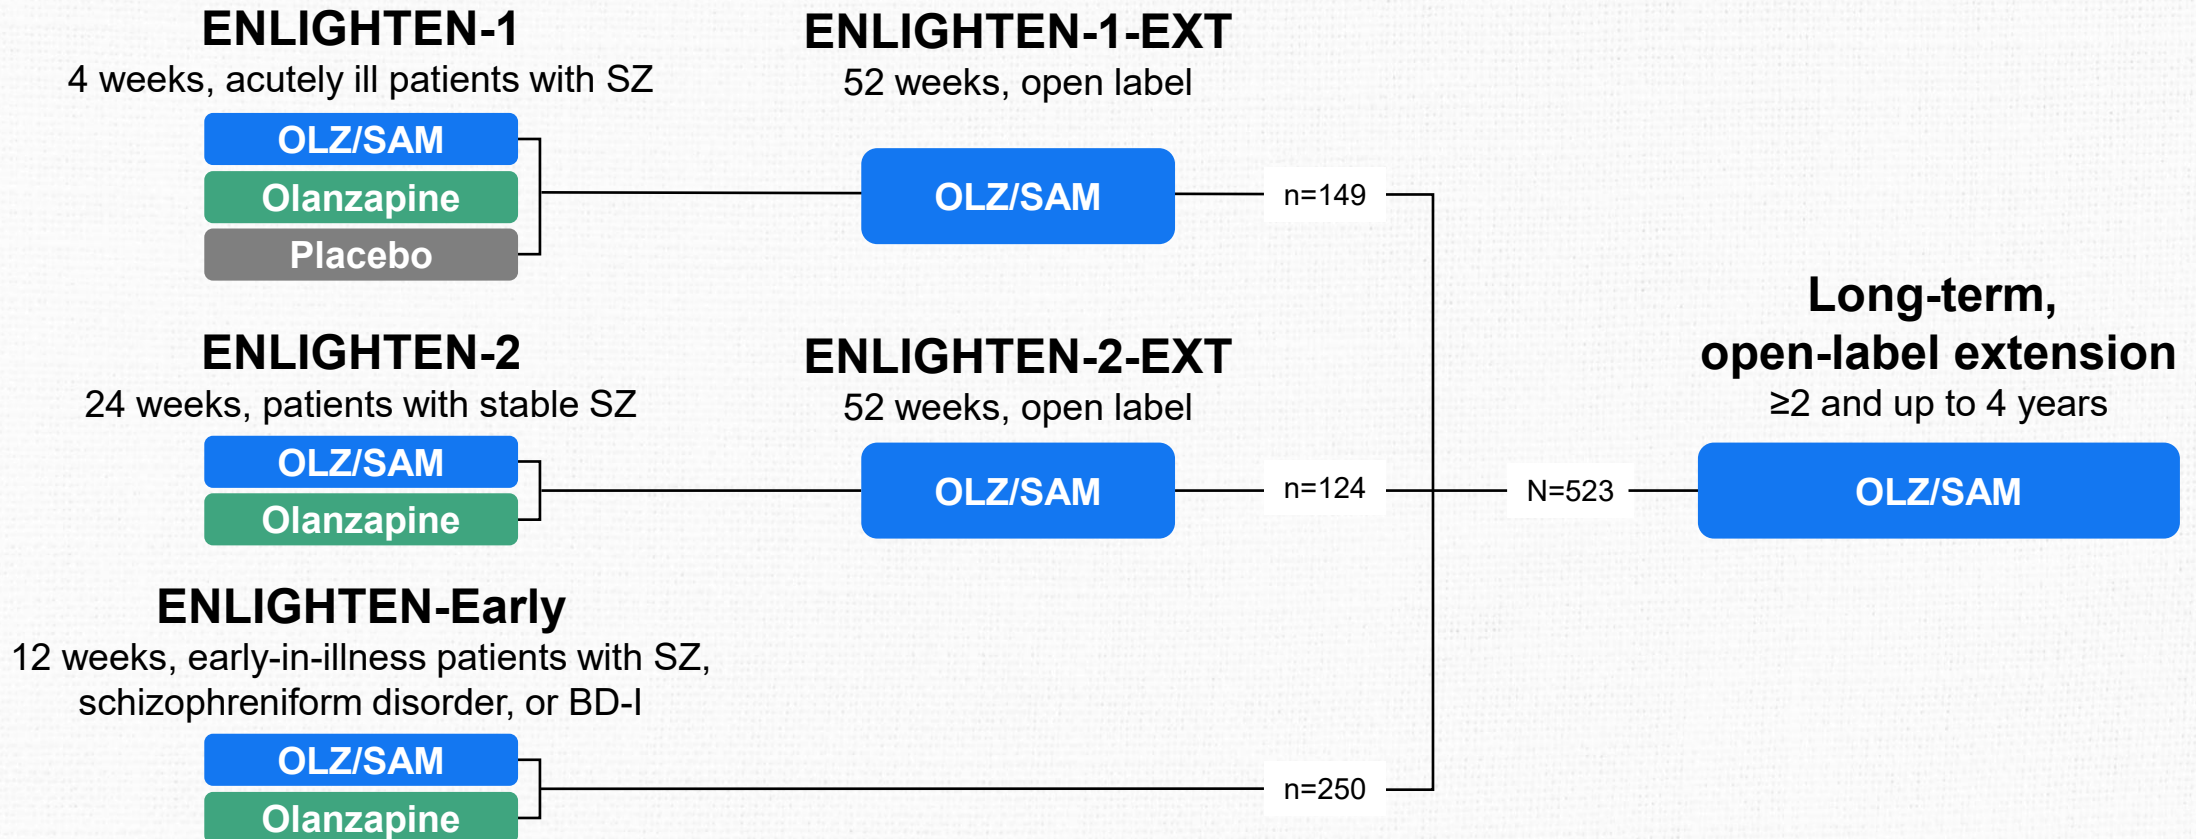 ENLIGHTEN-1
4 weeks, acutely ill patients with SZ
OLZ/SAM
Olanzapine
Placebo
ENLIGHTEN-1-EXT
52 weeks, open label
OLZ/SAM
n=149
ENLIGHTEN-2
24 weeks, patients with stable SZ
OLZ/SAM
Olanzapine
ENLIGHTEN-2-EXT
52 weeks, open label
OLZ/SAM
n=124
ENLIGHTEN-Early
12 weeks, early-in-illness patients with SZ,
schizophreniform disorder, or BD-I
OLZ/SAM
Olanzapine
n=250
N=523
Long-term,
open-label extension
≥2 and up to 4 years
OLZ/SAM